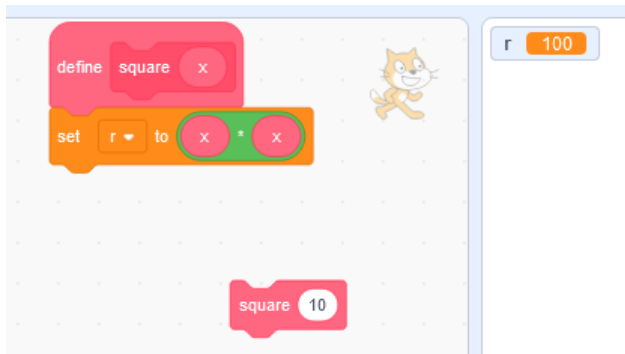 define square x
set r to x * x
square 10
r 100